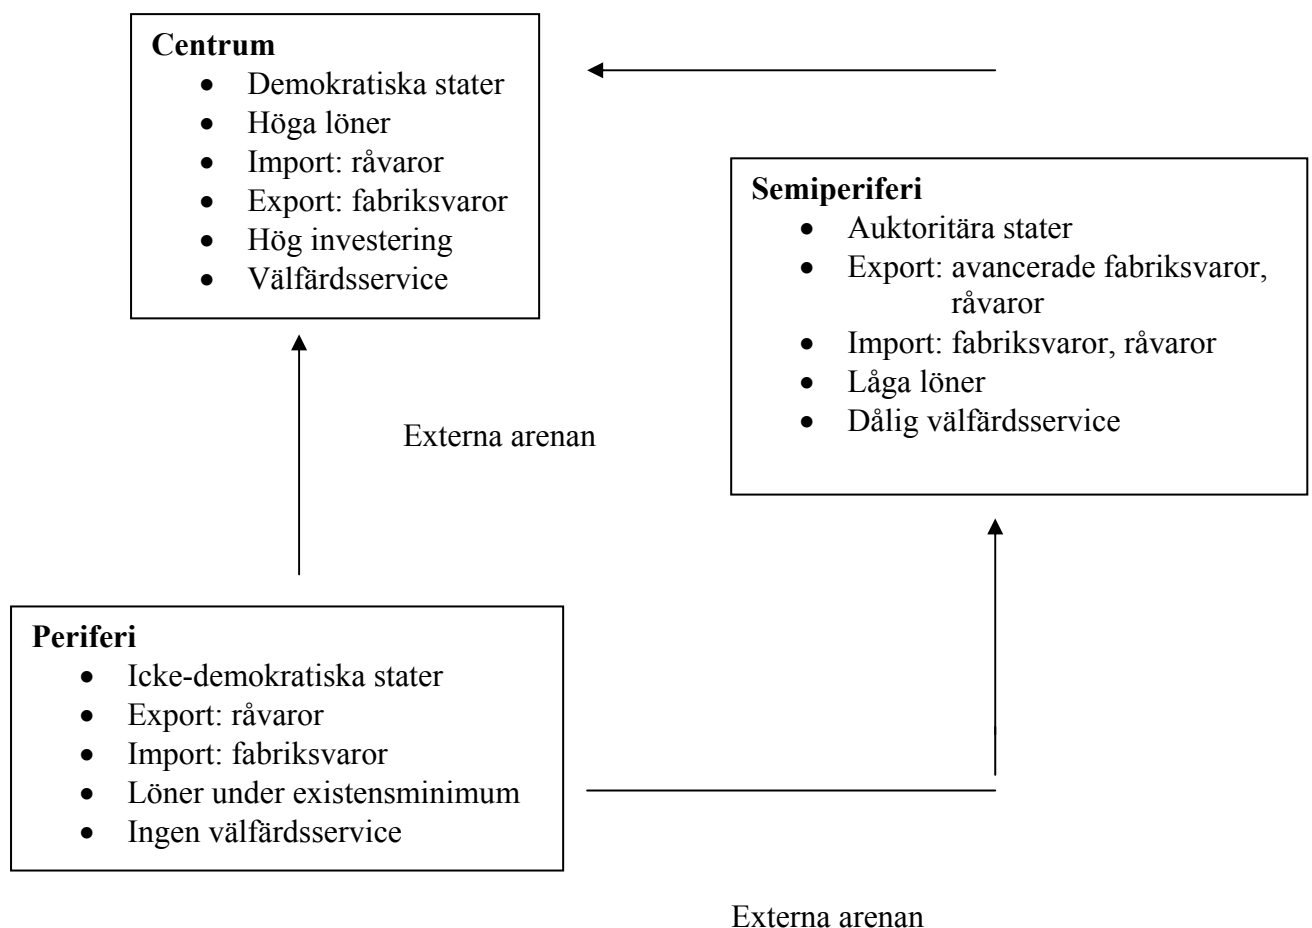 Centrum
• Demokratiska stater
• Höga löner
• Import: råvaror
• Export: fabriksvaror
• Hög investering
• Välfärdsservice
Semiperiferi
• Auktoritära stater
• Export: avancerade fabriksvaror,
råvaror
• Import: fabriksvaror, råvaror
• Låga löner
• Dålig välfärdsservice
Externa arenan
Periferi
• Icke-demokratiska stater
• Export: råvaror
• Import: fabriksvaror
• Löner under existensminimum
• Ingen välfärdsservice
Externa arenan